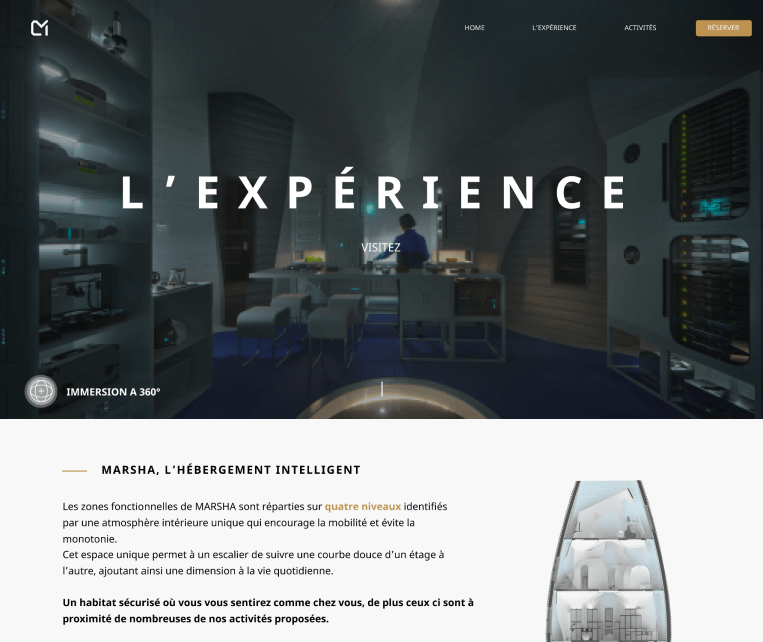 HOME L'EXPÉRIENCE ACTIVITÉS RÉSERVER
L'EXPÉRIENCE
VISITEZ
IMMERSION A 360°
MARSHA, L'HÉBERGEMENT INTELLIGENT
Les zones fonctionnelles de MARSHA sont réparties sur quatre niveaux identifiés
par une atmosphère intérieure unique qui encourage la mobilité et évite la
monotonie.
Cet espace unique permet à un escalier de suivre une courbe douce d'un étage à
l'autre, ajoutant ainsi une dimension à la vie quotidienne.
Un habitat sécurisé où vous vous sentirez comme chez vous, de plus ceux ci sont à
proximité de nombreuses de nos activités proposées.